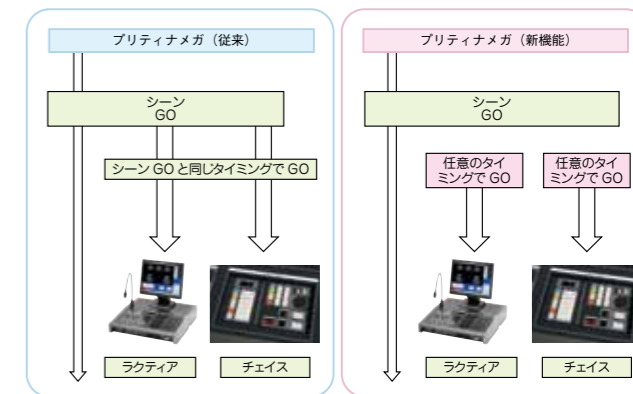 プリティナメガ（従来）
シーン
GO
シーン GO と同じタイミングで GO
ラクティア
チェイス
プリティナメガ（新機能）
シーン
GO
任意のタイ
ミングで GO
任意のタイ
ミングで GO
ラクティア
チェイス